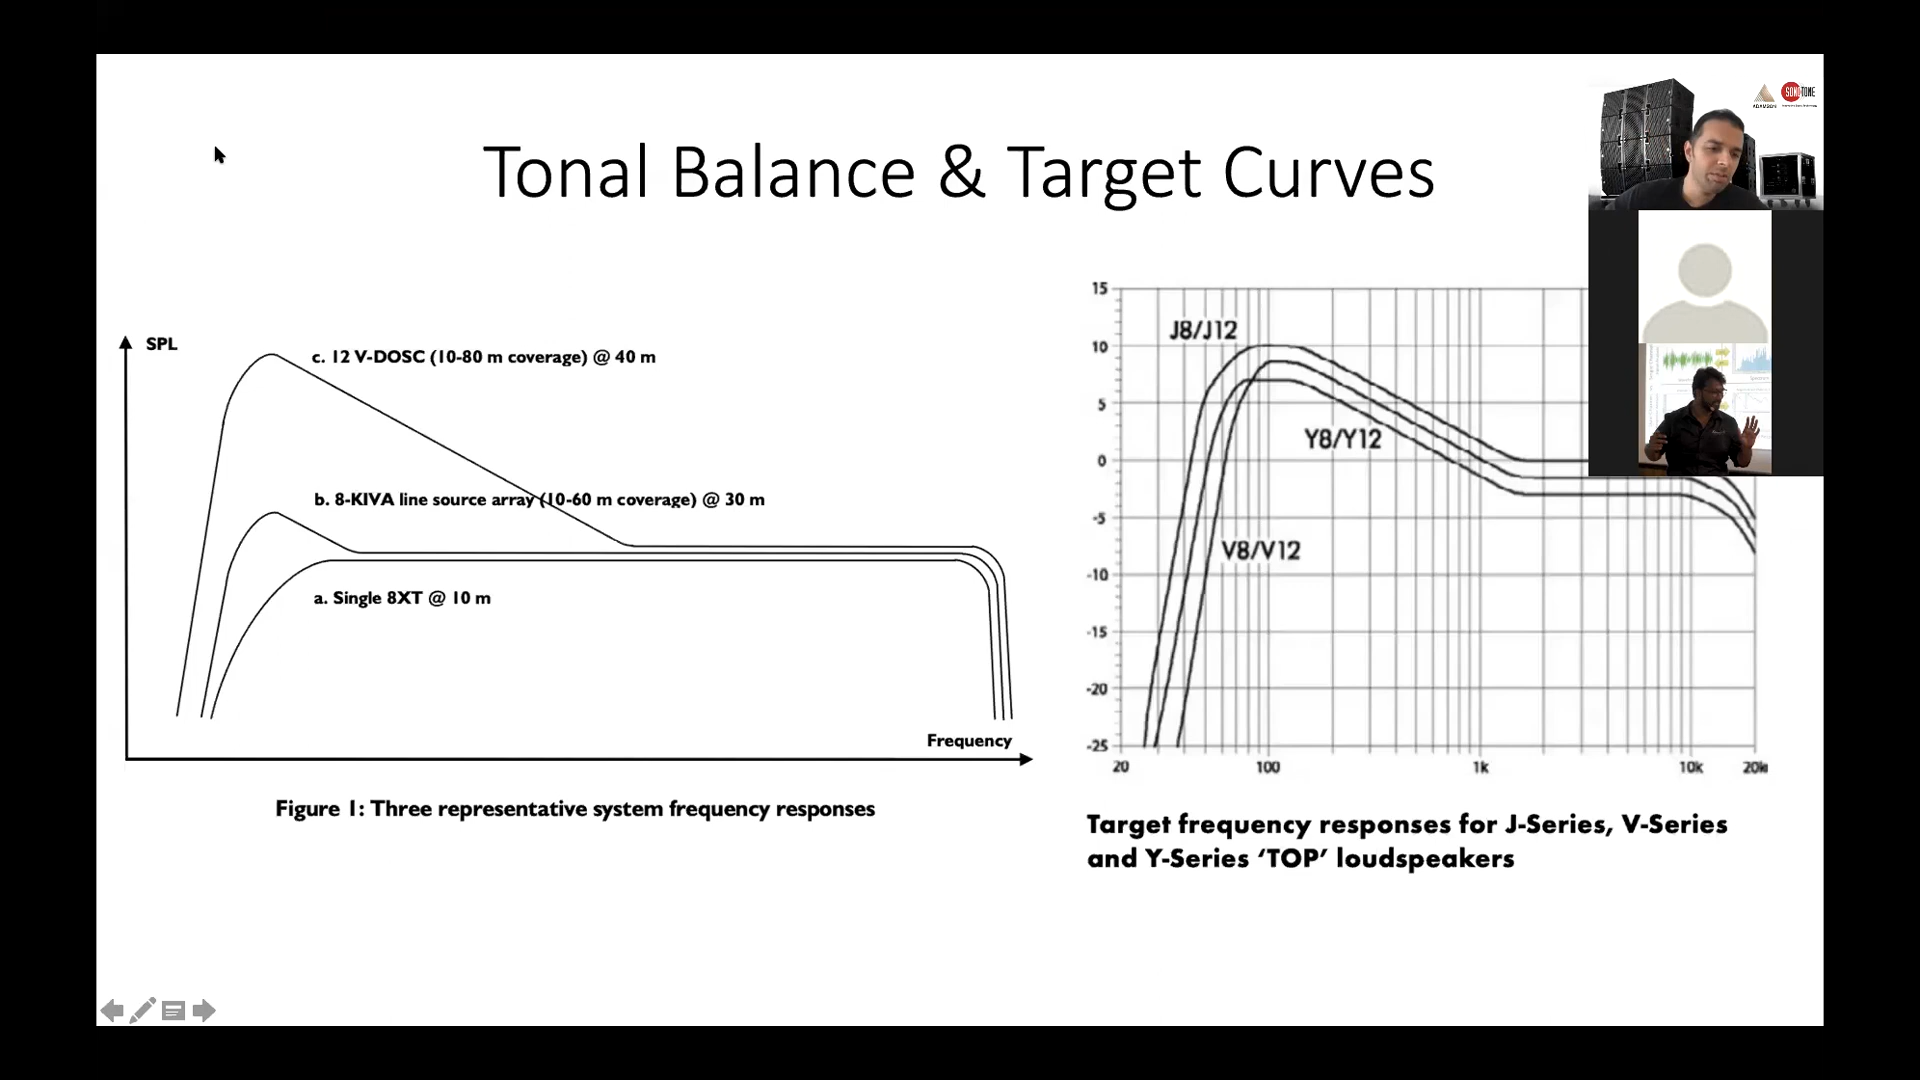 Tonal Balance & Target Curves
ADAMSON
SONOTONE
SPL
c. 12 V-DOSC (10-80 m coverage) @ 40 m
b. 8-KIVA line source array (10-60 m coverage) @ 30 m
a. Single 8XT @ 10 m
Frequency
Figure 1: Three representative system frequency responses
15
10
5
0
-5
-10
-15
-20
-25
J8/J12
Y8/Y12
V8/V12
20
100
1k
10k
20k
Target frequency responses for J-Series, V-Series
and Y-Series ‘TOP’ loudspeakers